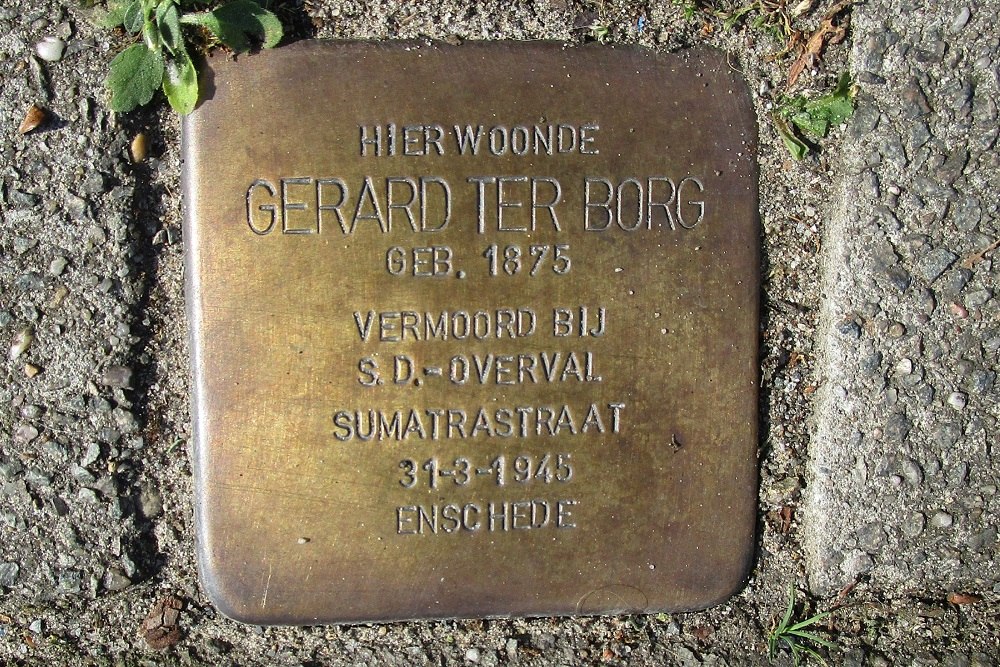 HIER WOONDE
GERARD TER BORG
GEB. 1875
VERMOORD BIJ
S.D.-OVERVAL
SUMATRASTRAAT
31-3-1945
ENSCHEDE